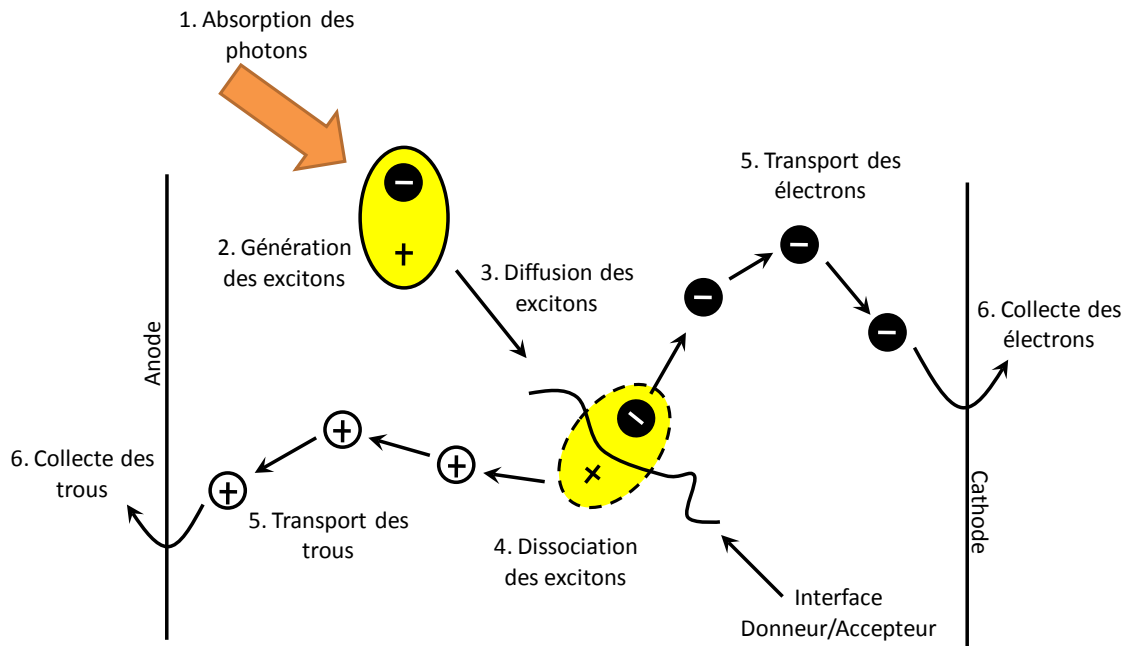 1. Absorption des
photons
5. Transport des
électrons
2. Génération
des excitons
3. Diffusion des
excitons
6. Collecte des
électrons
Anode
6. Collecte des
trous
5. Transport des
trous
4. Dissociation
des excitons
Cathode
Interface
Donneur/Accepteur